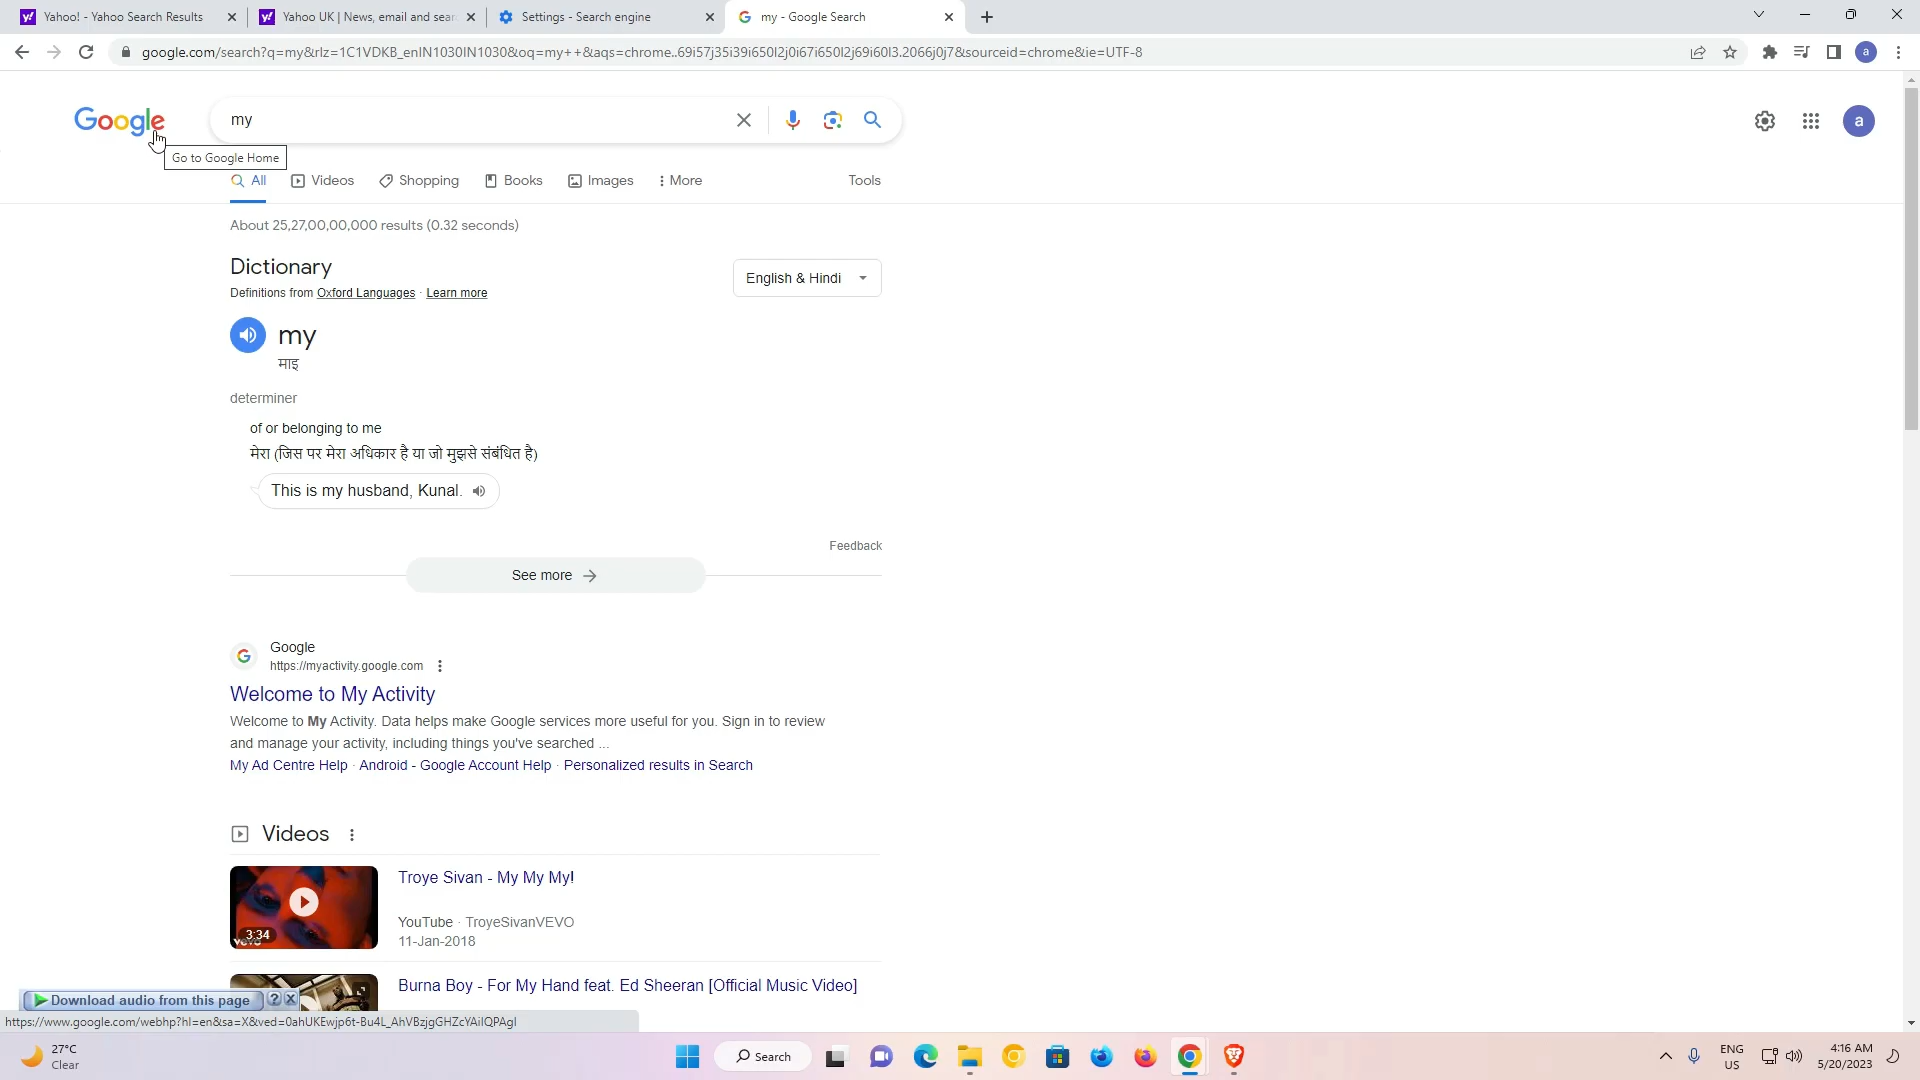 Yahoo! - Yahoo Search Results
Yahoo UK | News, email and sear
Settings - Search engine
my - Google Search
google.com/search?q=my&rlz=1C1VDKB_enIN1030IN1030&oq=my++&aqs=chrome..69i57j35i39i650l2j0i67i650l2j69i60l3.2066j0j7&sourceid=chrome&ie=UTF-8
a
Google
my
a
Go to Google Home
All
Videos
Shopping
Books
Images
More
Tools
About 25,27,00,00,000 results (0.32 seconds)
Dictionary
English & Hindi
Definitions from Oxford Languages · Learn more
my
माइ
determiner
of or belonging to me
मेरा (जिस पर मेरा अधिकार है या जो मुझसे संबंधित है)
This is my husband, Kunal.
Feedback
See more
Google
https://myactivity.google.com
Welcome to My Activity
Welcome to My Activity. Data helps make Google services more useful for you. Sign in to review
and manage your activity, including things you've searched ...
My Ad Centre Help · Android - Google Account Help · Personalized results in Search
Videos
Troye Sivan - My My My!
YouTube · TroyeSivanVEVO
11-Jan-2018
3:34
vevo
Burna Boy - For My Hand feat. Ed Sheeran [Official Music Video]
Download audio from this page
?
https://www.google.com/webhp?hl=en&sa=X&ved=0ahUKEwjp6t-Bu4L_AhVBzjgGHZcYAiIQPAgI
27°C
Clear
Search
ENG
US
4:16 AM
5/20/2023